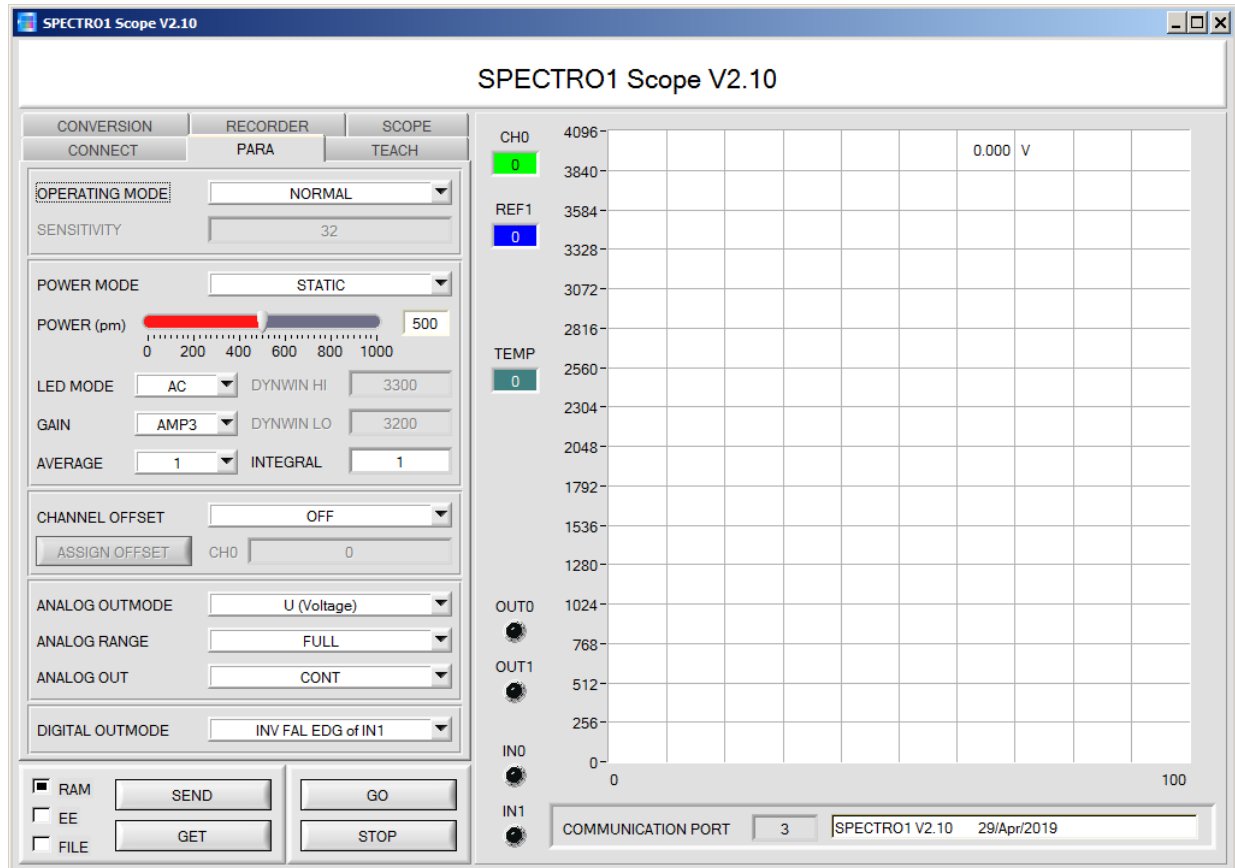 SPECTRO1 Scope V2.10
SPECTRO1 Scope V2.10
CONVERSION RECORDER SCOPE
CONNECT PARA TEACH
OPERATING MODE NORMAL
SENSITIVITY 32
POWER MODE STATIC
POWER (pm) 500
0 200 400 600 800 1000
LED MODE AC DYNWIN HI 3300
GAIN AMP3 DYNWIN LO 3200
AVERAGE 1 INTEGRAL 1
CHANNEL OFFSET OFF
ASSIGN OFFSET CH0 0
ANALOG OUTMODE U (Voltage)
ANALOG RANGE FULL
ANALOG OUT CONT
DIGITAL OUTMODE INV FAL EDG of IN1
RAM SEND GO
EE
GET STOP
FILE
CH0
0
REF1
0
TEMP
0
OUT0
OUT1
IN0
IN1
0.000 V
4096
3840
3584
3328
3072
2816
2560
2304
2048
1792
1536
1280
1024
768
512
256
0
0 100
COMMUNICATION PORT 3 SPECTRO1 V2.10 29/Apr/2019